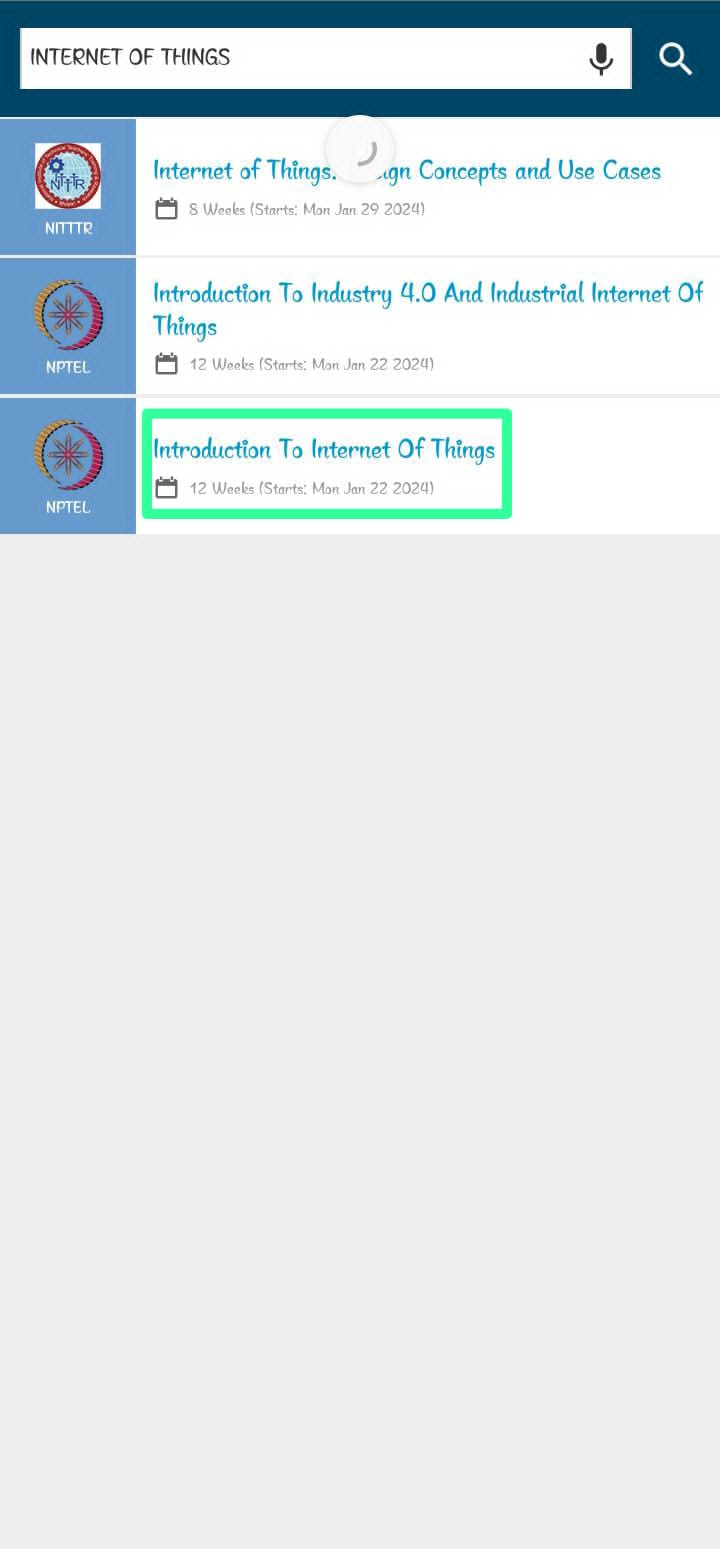 INTERNET OF THINGS
Internet of Things: gn Concepts and Use Cases
8 Weeks (Starts: Mon Jan 29 2024)
NITTTR
Introduction To Industry 4.0 And Industrial Internet Of
Things
12 Weeks (Starts: Mon Jan 22 2024)
NPTEL
Introduction To Internet Of Things
12 Weeks (Starts: Mon Jan 22 2024)
NPTEL